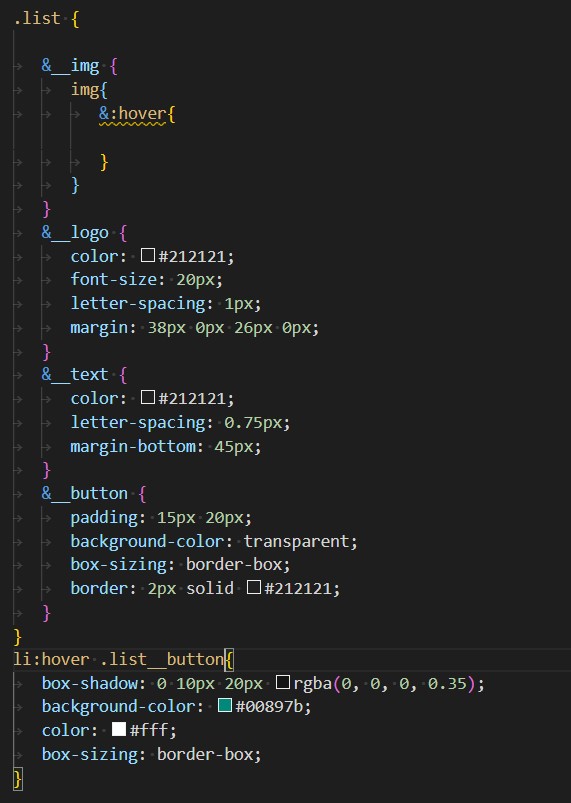 .list {
&__img {
img{
&:hover{
}
}
}
&__logo {
color: #212121;
font-size: 20px;
letter-spacing: 1px;
margin: 38px 0px 26px 0px;
}
&__text {
color: #212121;
letter-spacing: 0.75px;
margin-bottom: 45px;
}
&__button {
padding: 15px 20px;
background-color: transparent;
box-sizing: border-box;
border: 2px solid #212121;
}
}
li:hover .list__button{
box-shadow: 0 10px 20px rgba(0, 0, 0, 0.35);
background-color: #00897b;
color: #fff;
box-sizing: border-box;
}